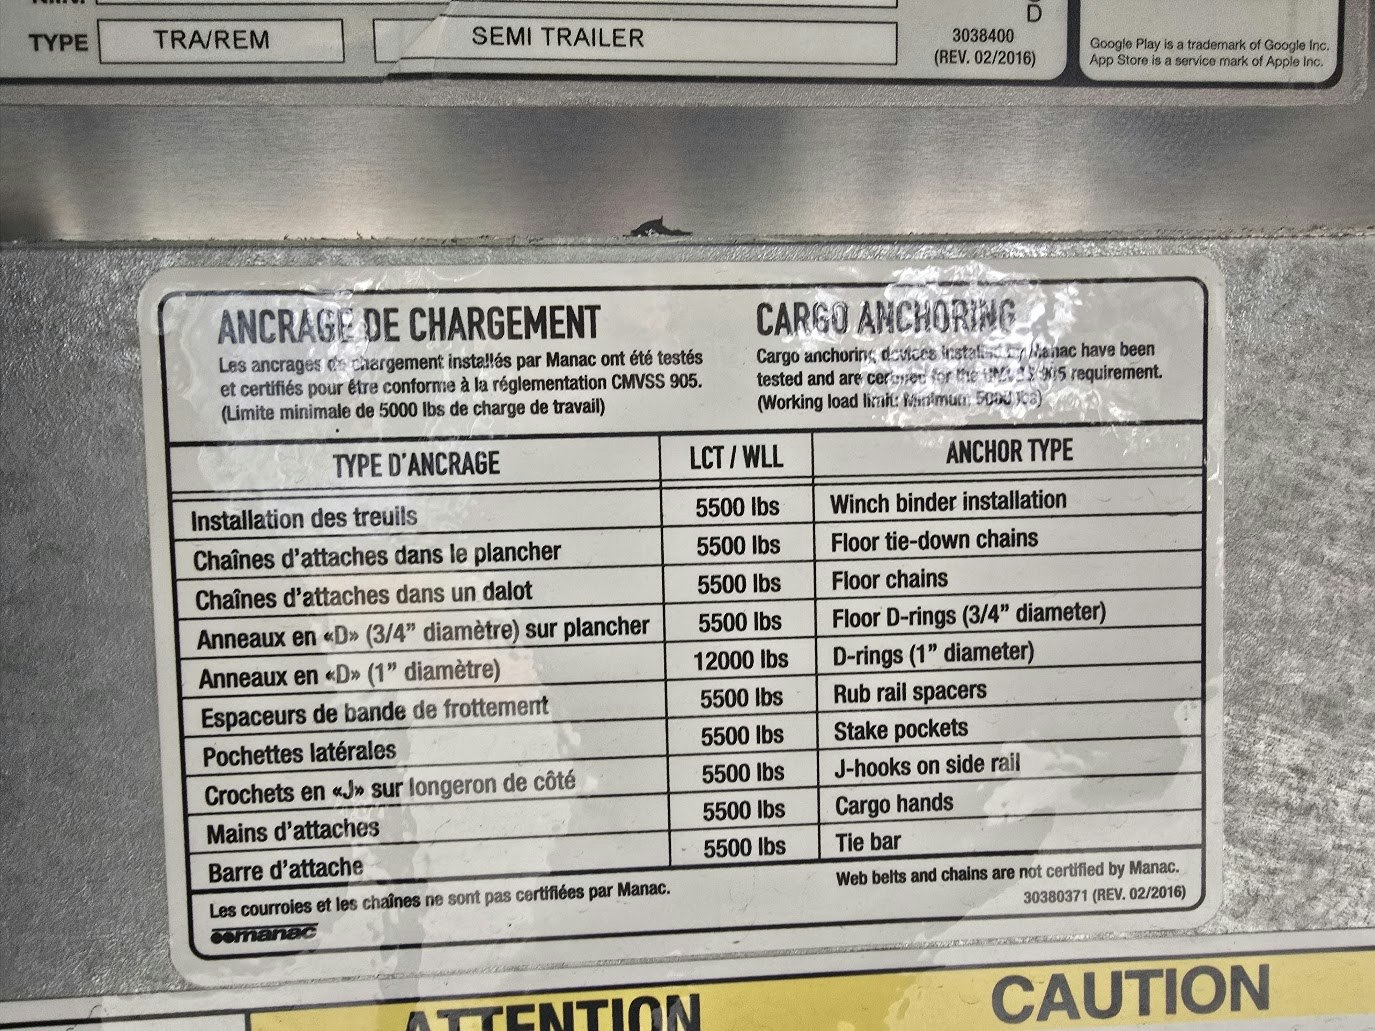 TYPE TRA/REM SEMI TRAILER
D
3038400
(REV. 02/2016)
Google Play is a trademark of Google Inc.
App Store is a service mark of Apple Inc.
ANCRAGE DE CHARGEMENT
Les ancrages de chargement installés par Manac ont été testés
et certifiés pour être conforme à la réglementation CMVSS 905.
(Limite minimale de 5000 lbs de charge de travail)
CARGO ANCHORING
Cargo anchoring devices installed by Manac have been
tested and are certified for the CMVSS 905 requirement.
(Working load limit: Minimum 5000 lbs)
TYPE D'ANCRAGE LCT / WLL ANCHOR TYPE
Installation des treuils 5500 lbs Winch binder installation
Chaînes d'attaches dans le plancher 5500 lbs Floor tie-down chains
Chaînes d'attaches dans un dalot 5500 lbs Floor chains
Anneaux en «D» (3/4” diamètre) sur plancher 5500 lbs Floor D-rings (3/4” diameter)
Anneaux en «D» (1” diamètre) 12000 lbs D-rings (1” diameter)
Espaceurs de bande de frottement 5500 lbs Rub rail spacers
Pochettes latérales 5500 lbs Stake pockets
Crochets en «J» sur longeron de côté 5500 lbs J-hooks on side rail
Mains d'attaches 5500 lbs Cargo hands
Barre d'attache 5500 lbs Tie bar
Les courroies et les chaînes ne sont pas certifiées par Manac. Web belts and chains are not certified by Manac.
30380371 (REV. 02/2016)
manac
ATTENTION CAUTION